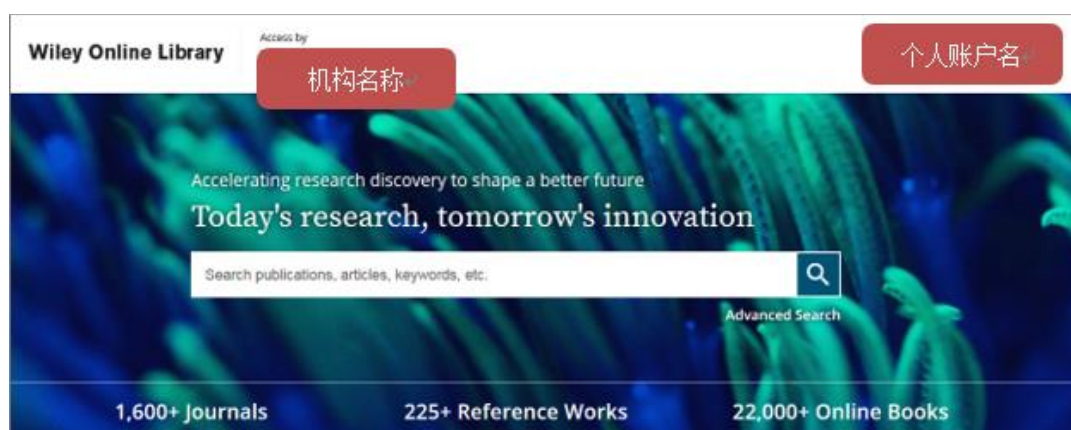 Wiley Online Library
Access by
机构名称
个人账户名
Accelerating research discovery to shape a better future
Today's research, tomorrow's innovation
Search publications, articles, keywords, etc.
Advanced Search
1,600+ Journals
225+ Reference Works
22,000+ Online Books